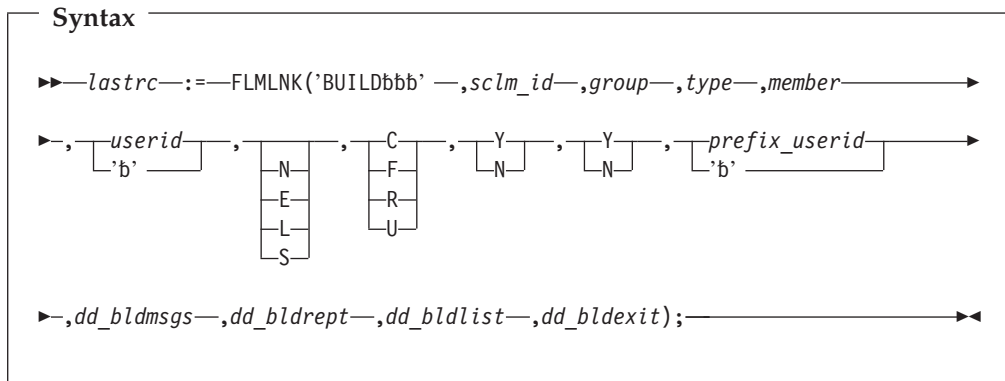 Syntax
►►—lastrc—:=—FLMLNK('BUILDƀƀƀ' —,sclm_id—,group—,type—,member—►
►—,—userid—,— —,—C—,—Y—,—Y—,—prefix_userid—►
'ƀ' N F N N 'ƀ'
E R
L U
S
►—,dd_bldmsgs—,dd_bldrept—,dd_bldlist—,dd_bldexit);—►◄